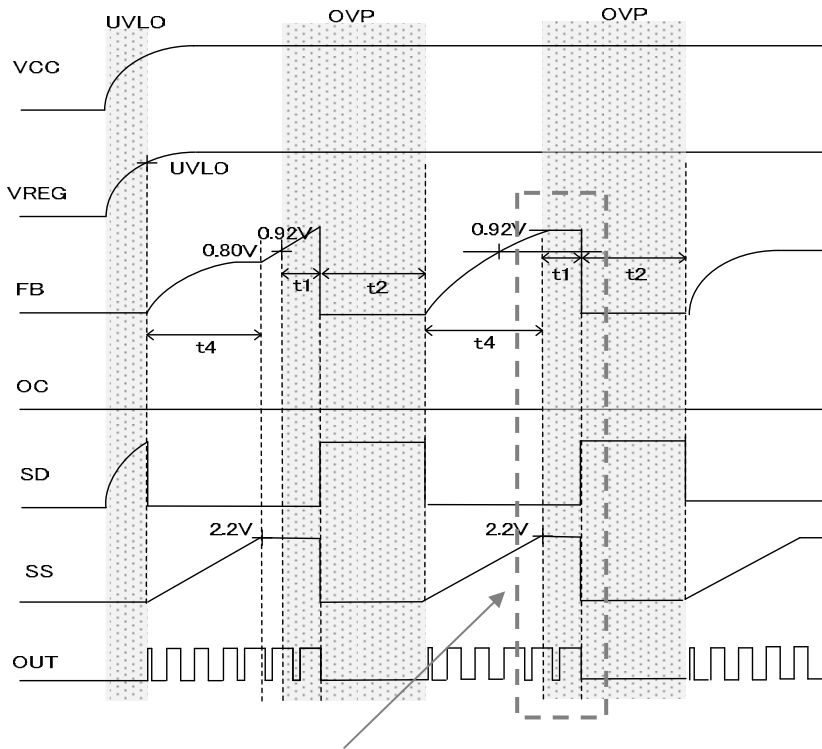 UVLO OVP OVP
VCC
UVLO
VREG
0.92V 0.92V
0.80V
FB t1 t2 t1 t2
t4 t4
OC
SD
2.2V 2.2V
SS
OUT